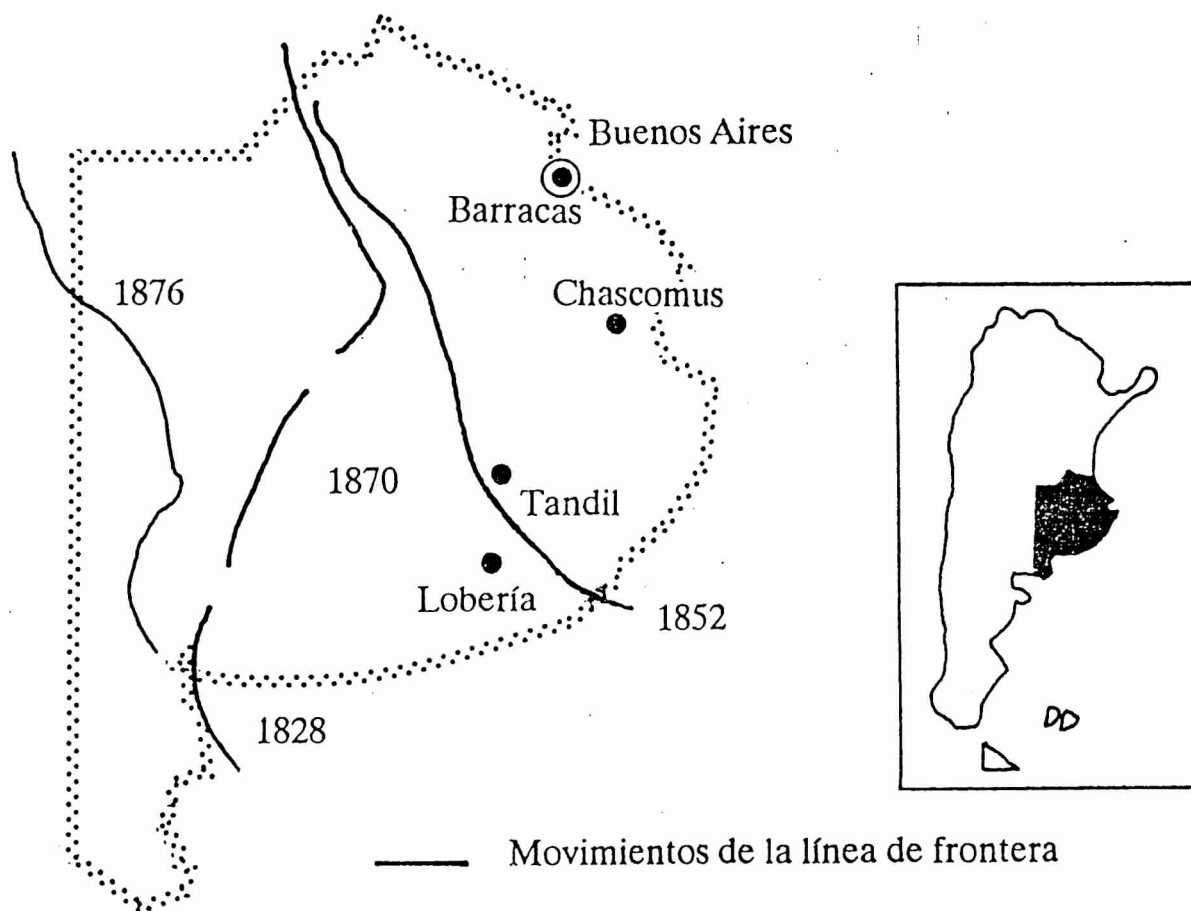 Buenos Aires
Barracas
1876
Chascomus
1870
Tandil
Lobería
1852
1828
Movimientos de la línea de frontera